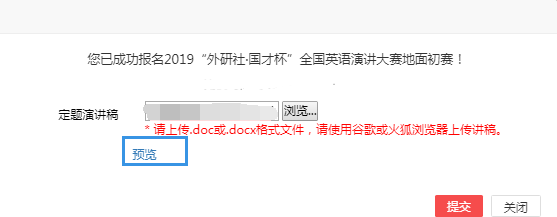 您已成功报名2019“外研社·国才杯”全国英语演讲大赛地面初赛！
定题演讲稿 浏览...
* 请上传.doc或.docx格式文件，请使用谷歌或火狐浏览器上传讲稿。
预览
提交 关闭